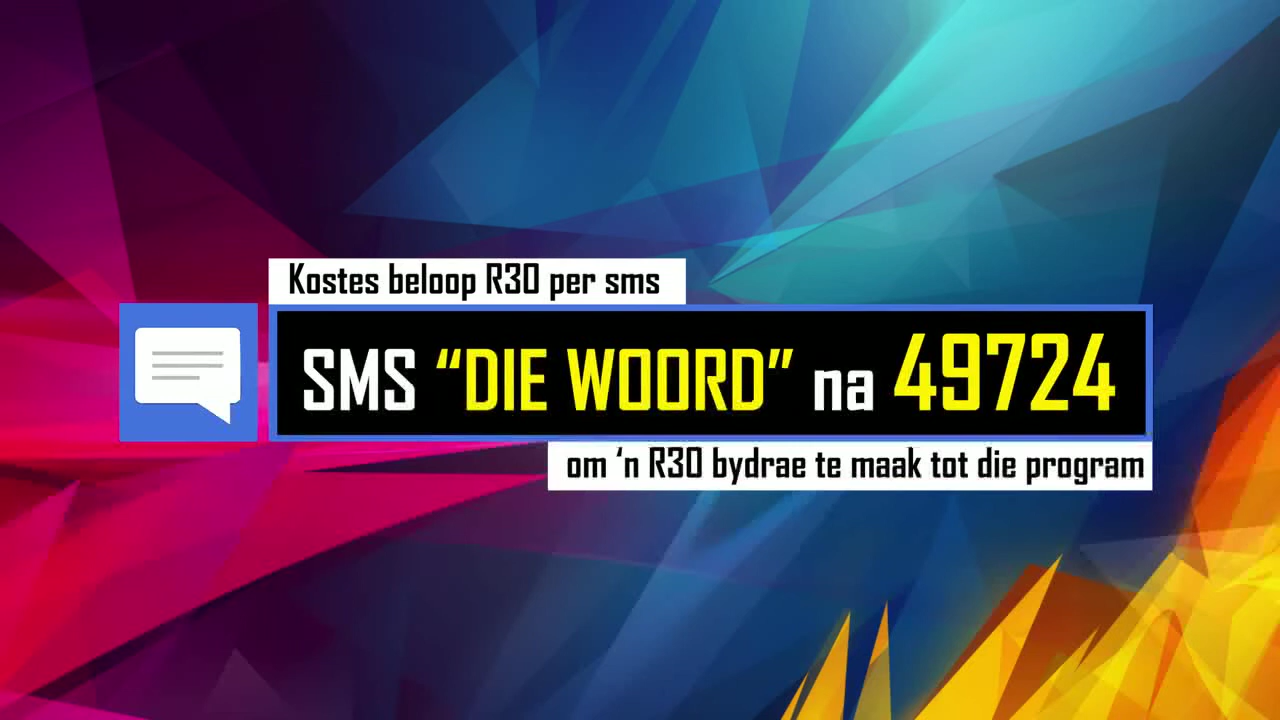 Kostes beloop R30 per sms
SMS “DIE WOORD” na 49724
om ‘n R30 bydrae te maak tot die program